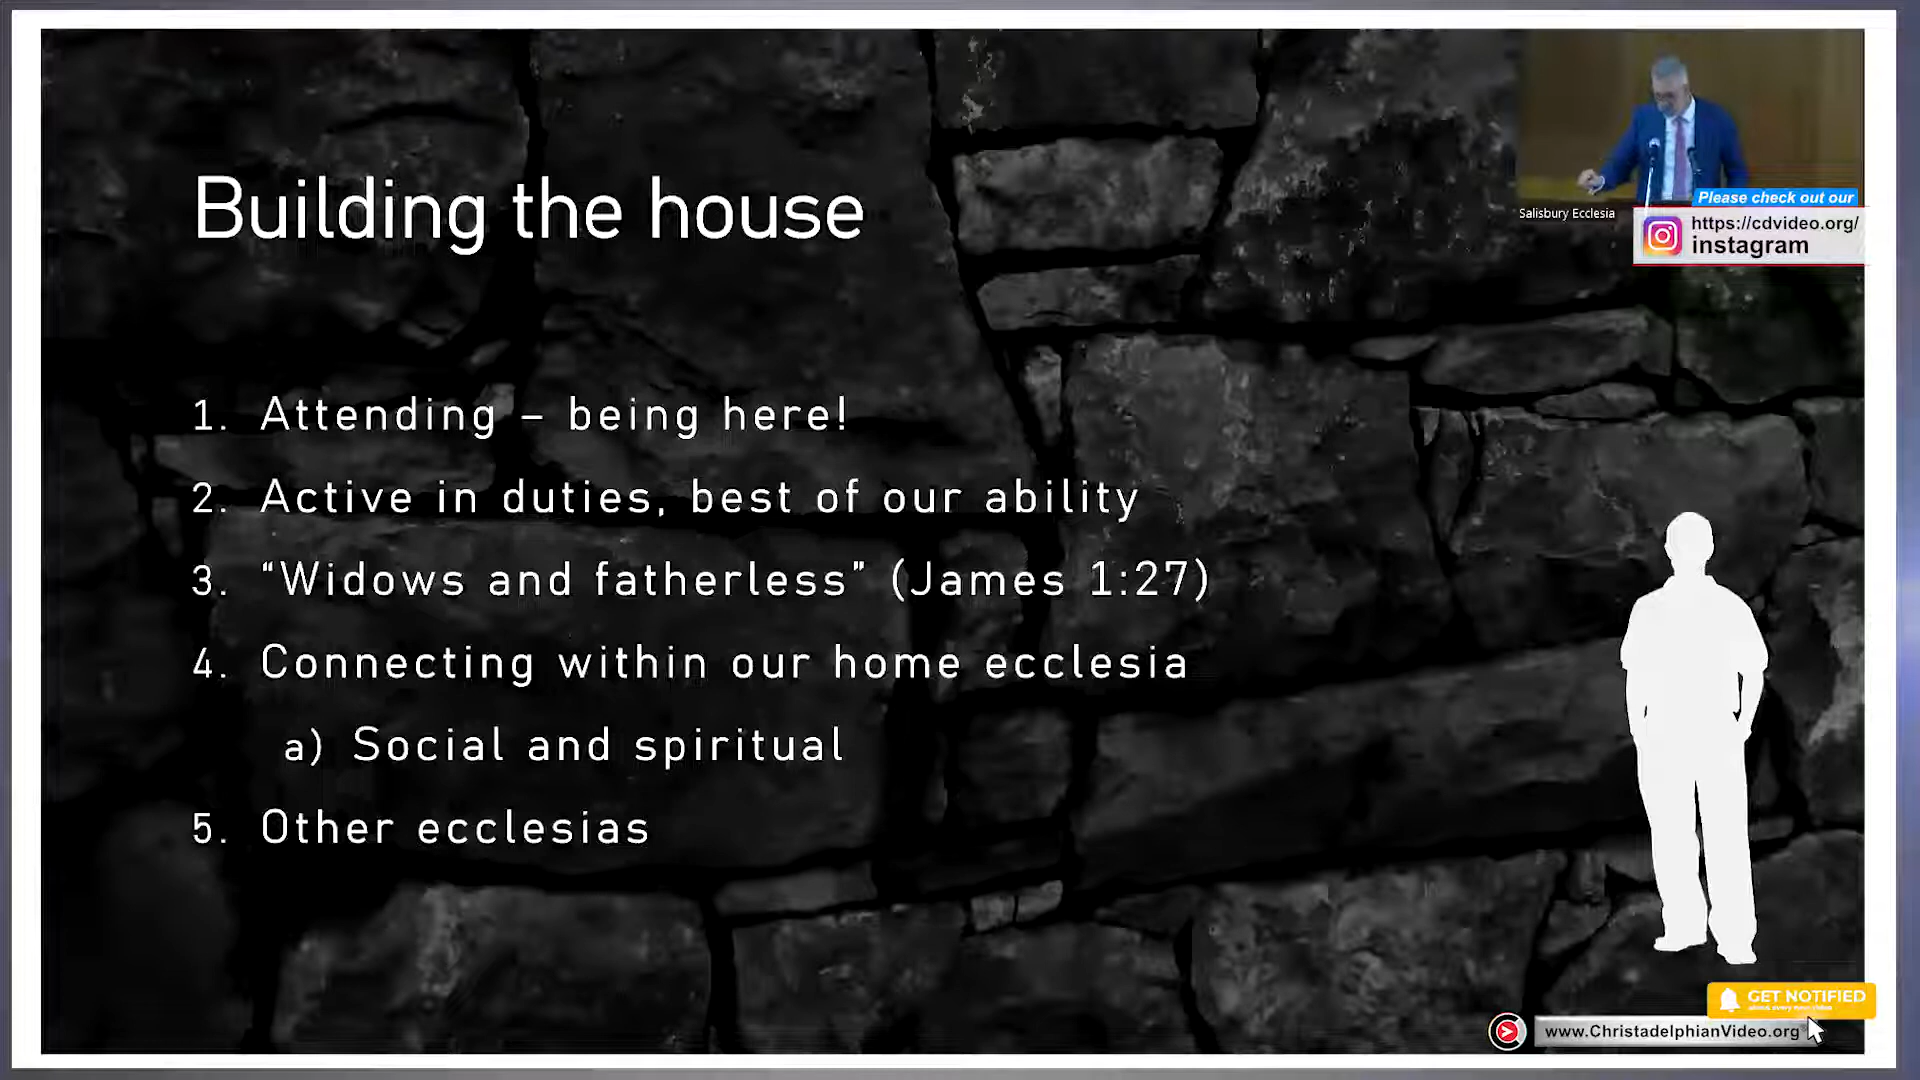 Building the house
1. Attending – being here!
2. Active in duties, best of our ability
3. “Widows and fatherless” (James 1:27)
4. Connecting within our home ecclesia
a) Social and spiritual
5. Other ecclesias
Salisbury Ecclesia
Please check out our
https://cdvideo.org/
instagram
GET NOTIFIED
www.ChristadelphianVideo.org